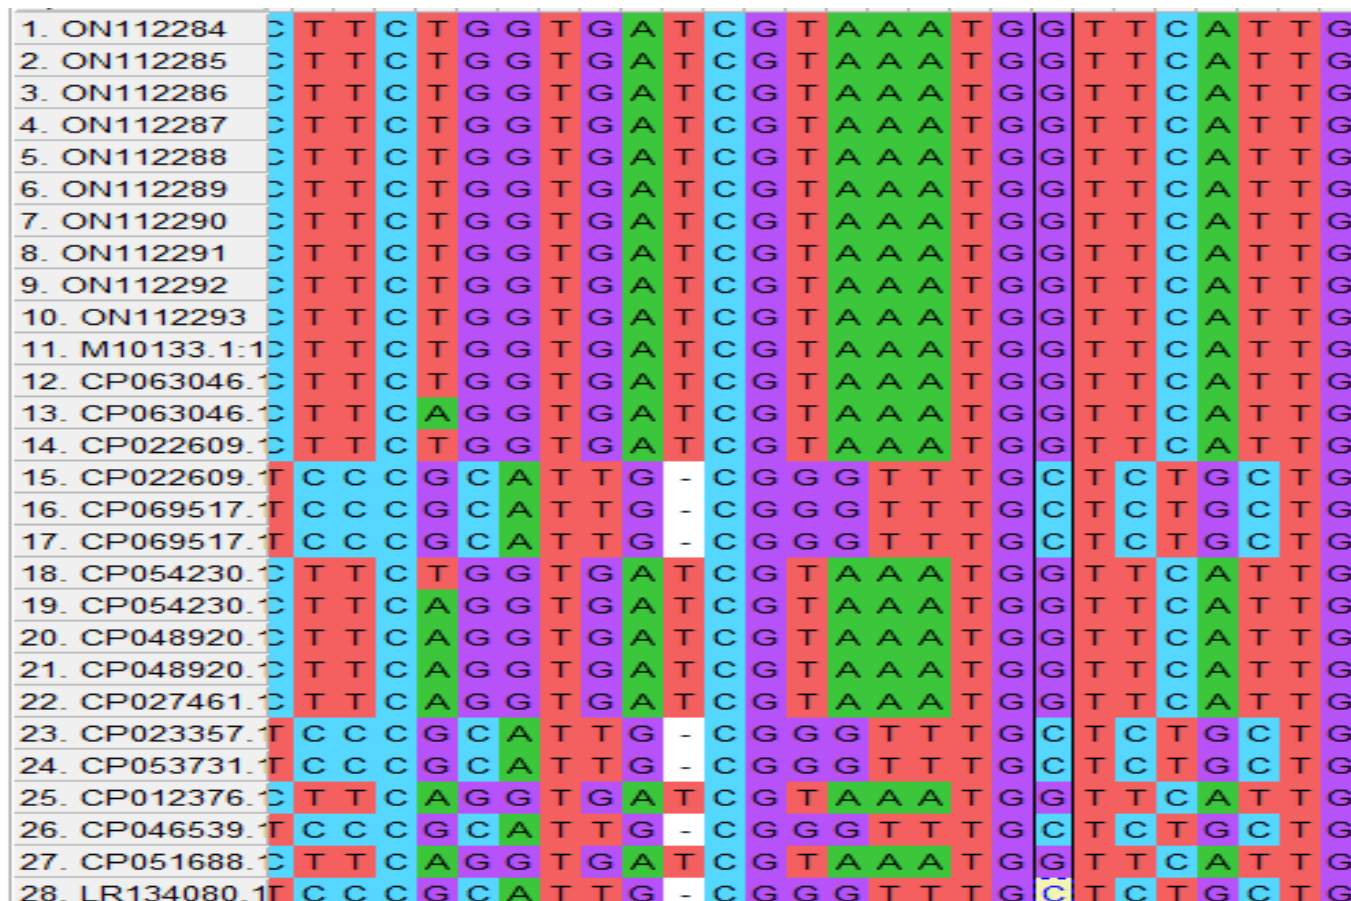 1. ON112284 C T T C T G G T G A T C G T A A A T G G T T C A T T G
2. ON112285 C T T C T G G T G A T C G T A A A T G G T T C A T T G
3. ON112286 C T T C T G G T G A T C G T A A A T G G T T C A T T G
4. ON112287 C T T C T G G T G A T C G T A A A T G G T T C A T T G
5. ON112288 C T T C T G G T G A T C G T A A A T G G T T C A T T G
6. ON112289 C T T C T G G T G A T C G T A A A T G G T T C A T T G
7. ON112290 C T T C T G G T G A T C G T A A A T G G T T C A T T G
8. ON112291 C T T C T G G T G A T C G T A A A T G G T T C A T T G
9. ON112292 C T T C T G G T G A T C G T A A A T G G T T C A T T G
10. ON112293 C T T C T G G T G A T C G T A A A T G G T T C A T T G
11. M10133.1:1 C T T C T G G T G A T C G T A A A T G G T T C A T T G
12. CP063046.1 C T T C T G G T G A T C G T A A A T G G T T C A T T G
13. CP063046.1 C T T C A G G T G A T C G T A A A T G G T T C A T T G
14. CP022609.1 C T T C T G G T G A T C G T A A A T G G T T C A T T G
15. CP022609.1 T C C C G C A T T G - C G G G T T T G C T C T G C T G
16. CP069517.1 T C C C G C A T T G - C G G G T T T G C T C T G C T G
17. CP069517.1 T C C C G C A T T G - C G G G T T T G C T C T G C T G
18. CP054230.1 C T T C T G G T G A T C G T A A A T G G T T C A T T G
19. CP054230.1 C T T C A G G T G A T C G T A A A T G G T T C A T T G
20. CP048920.1 C T T C A G G T G A T C G T A A A T G G T T C A T T G
21. CP048920.1 C T T C A G G T G A T C G T A A A T G G T T C A T T G
22. CP027461.1 C T T C A G G T G A T C G T A A A T G G T T C A T T G
23. CP023357.1 T C C C G C A T T G - C G G G T T T G C T C T G C T G
24. CP053731.1 T C C C G C A T T G - C G G G T T T G C T C T G C T G
25. CP012376.1 C T T C A G G T G A T C G T A A A T G G T T C A T T G
26. CP046539.1 T C C C G C A T T G - C G G G T T T G C T C T G C T G
27. CP051688.1 C T T C A G G T G A T C G T A A A T G G T T C A T T G
28. LR134080.1 T C C C G C A T T G - C G G G T T T G C T C T G C T G